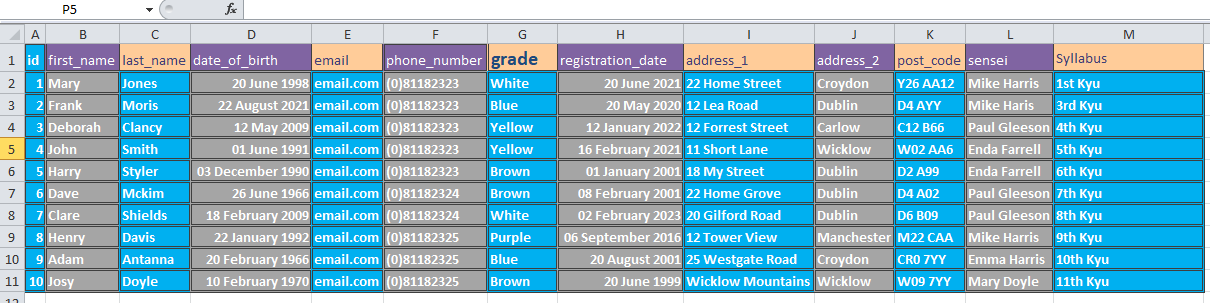 P5 fx
A B C D E F G H I J K L M
1 id first_name last_name date_of_birth email phone_number grade registration_date address_1 address_2 post_code sensei Syllabus
2 1 Mary Jones 20 June 1998 email.com (0)81182323 White 20 June 2021 22 Home Street Croydon Y26 AA12 Mike Harris 1st Kyu
3 2 Frank Moris 22 August 2021 email.com (0)81182323 Blue 20 May 2020 12 Lea Road Dublin D4 AYY Mike Haris 3rd Kyu
4 3 Deborah Clancy 12 May 2009 email.com (0)81182323 Yellow 12 January 2022 12 Forrest Street Carlow C12 B66 Paul Gleeson 4th Kyu
5 4 John Smith 01 June 1991 email.com (0)81182323 Yellow 16 February 2021 11 Short Lane Wicklow W02 AA6 Enda Farrell 5th Kyu
6 5 Harry Styler 03 December 1990 email.com (0)81182323 Brown 01 January 2001 18 My Street Dublin D2 A99 Enda Farrell 6th Kyu
7 6 Dave Mckim 26 June 1966 email.com (0)81182324 Brown 08 February 2001 22 Home Grove Dublin D4 A02 Paul Gleeson 7th Kyu
8 7 Clare Shields 18 February 2009 email.com (0)81182324 White 02 February 2023 20 Gilford Road Dublin D6 B09 Paul Gleeson 8th Kyu
9 8 Henry Davis 22 January 1992 email.com (0)81182325 Purple 06 September 2016 12 Tower View Manchester M22 CAA Mike Harris 9th Kyu
10 9 Adam Antanna 20 February 1966 email.com (0)81182325 Blue 20 August 2001 25 Westgate Road Croydon CR0 7YY Emma Harris 10th Kyu
11 10 Josy Doyle 10 February 1970 email.com (0)81182325 Brown 20 June 1999 Wicklow Mountains Wicklow W09 7YY Mary Doyle 11th Kyu